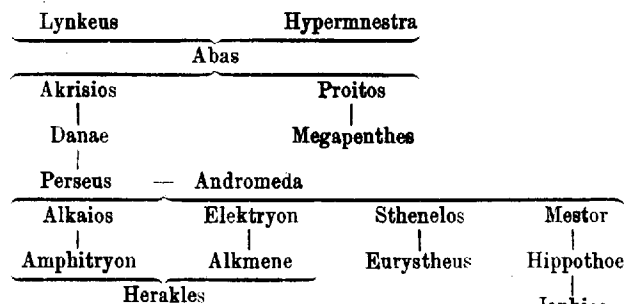 Lynkeus Hypermnestra
Abas
Akrisios Proitos
Danae Megapenthes
Perseus — Andromeda
Alkaios Elektryon Sthenelos Mestor
Amphitryon Alkmene Eurystheus Hippothoe
Herakles